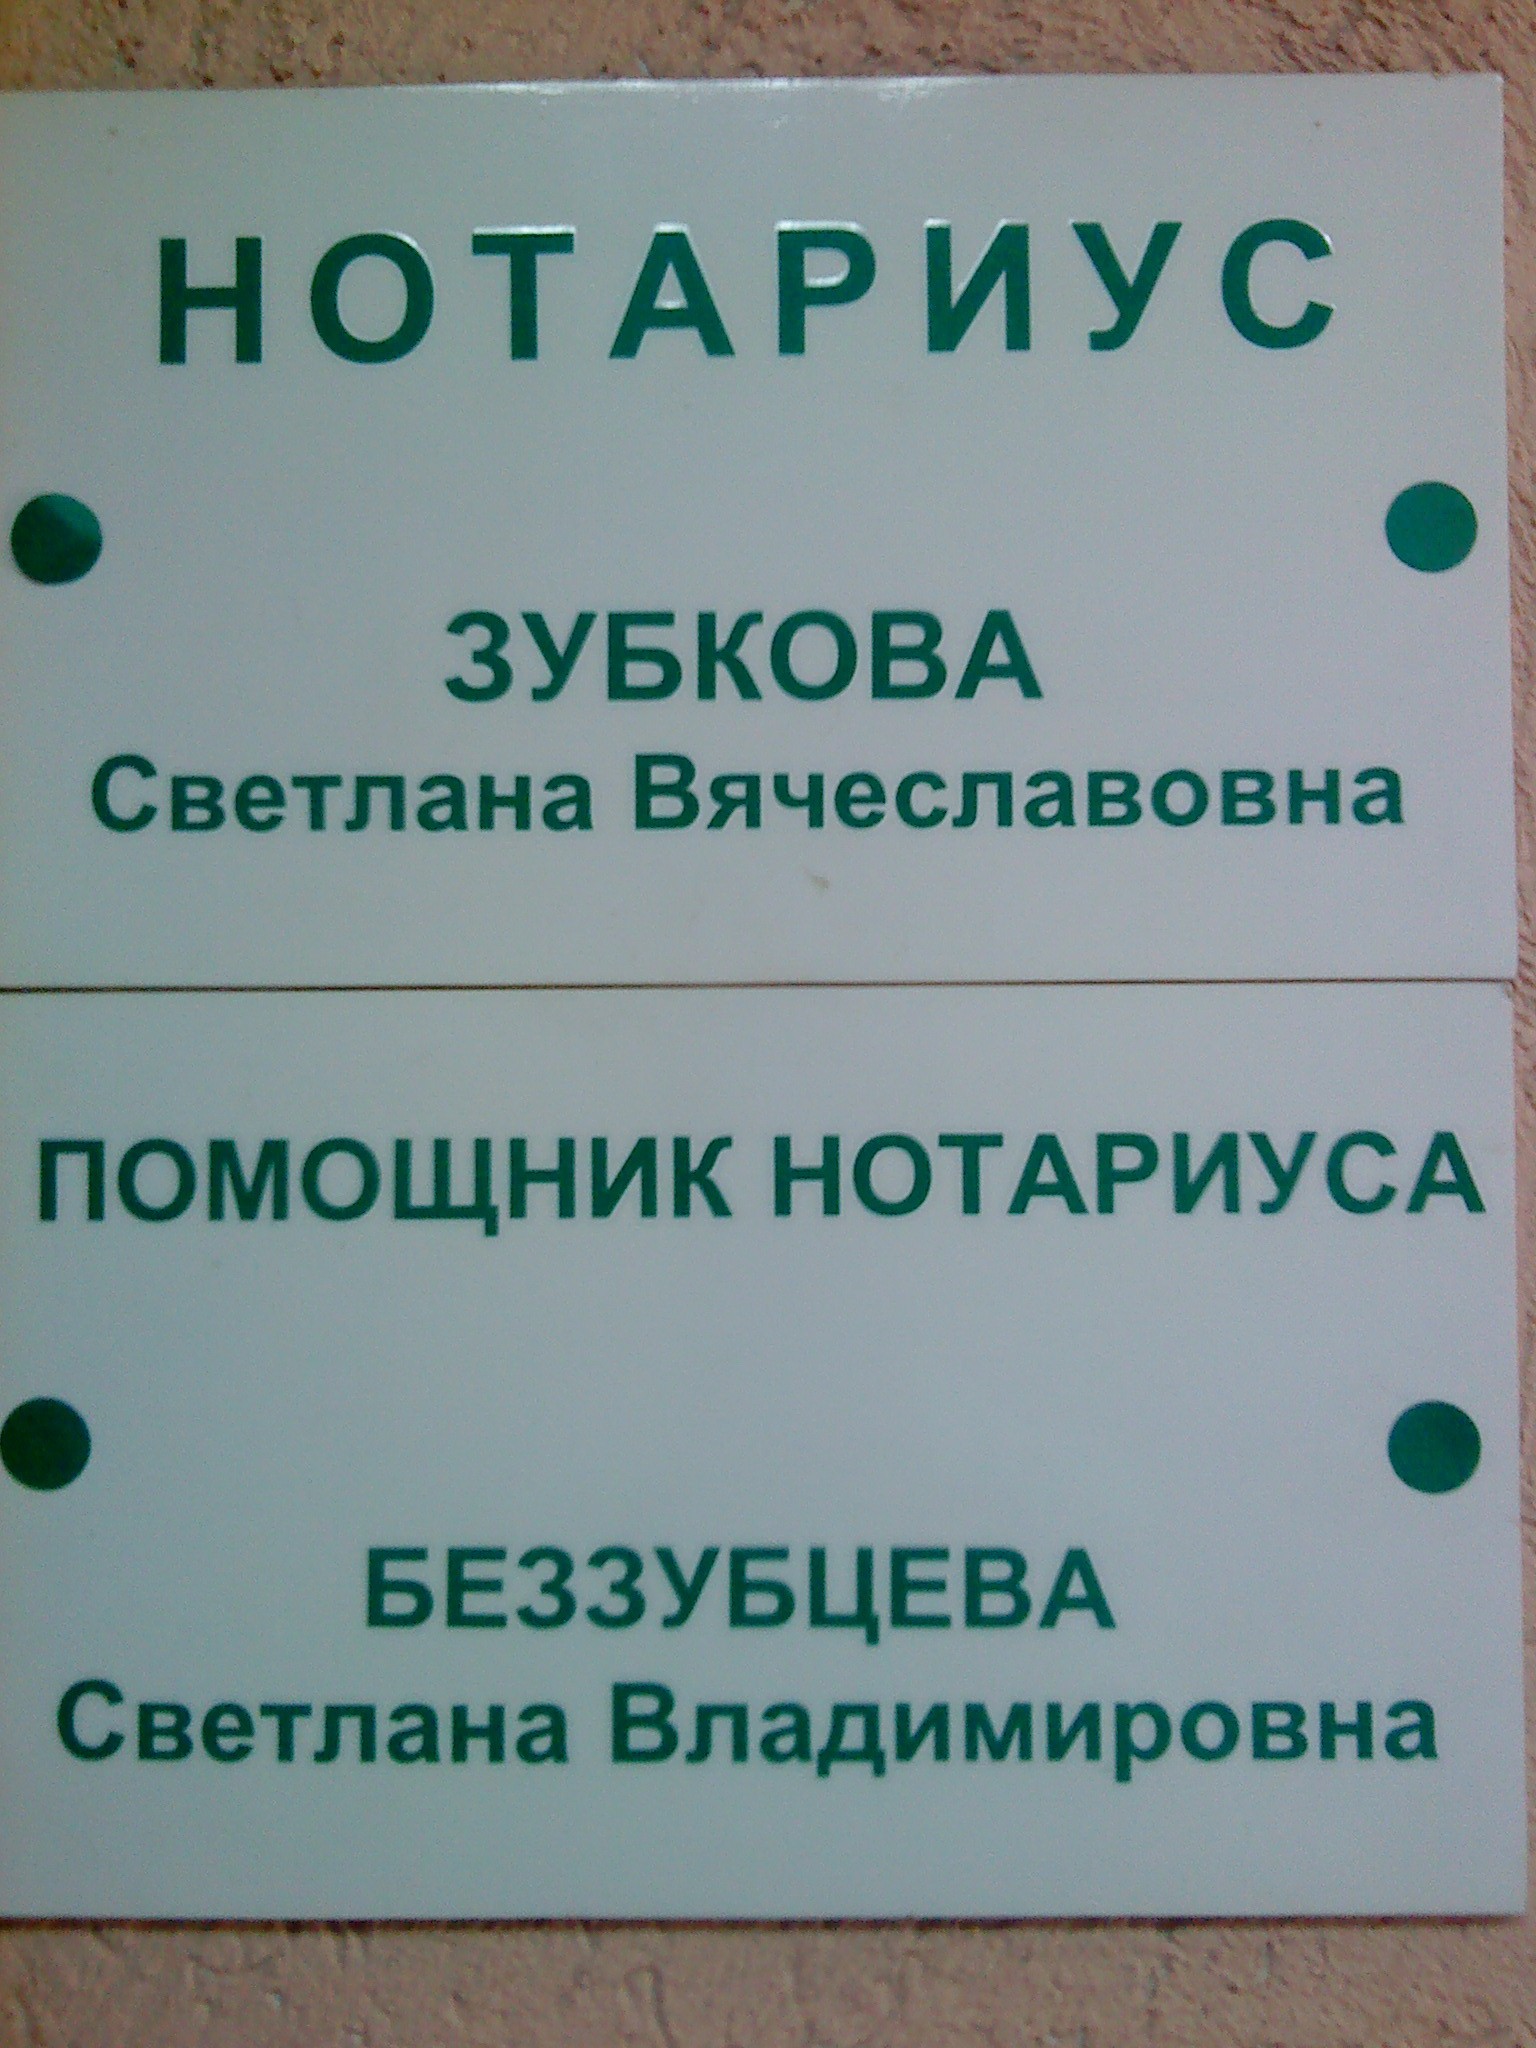 НОТАРИУС
ЗУБКОВА
Светлана Вячеславовна
ПОМОЩНИК НОТАРИУСА
БЕЗЗУБЦЕВА
Светлана Владимировна